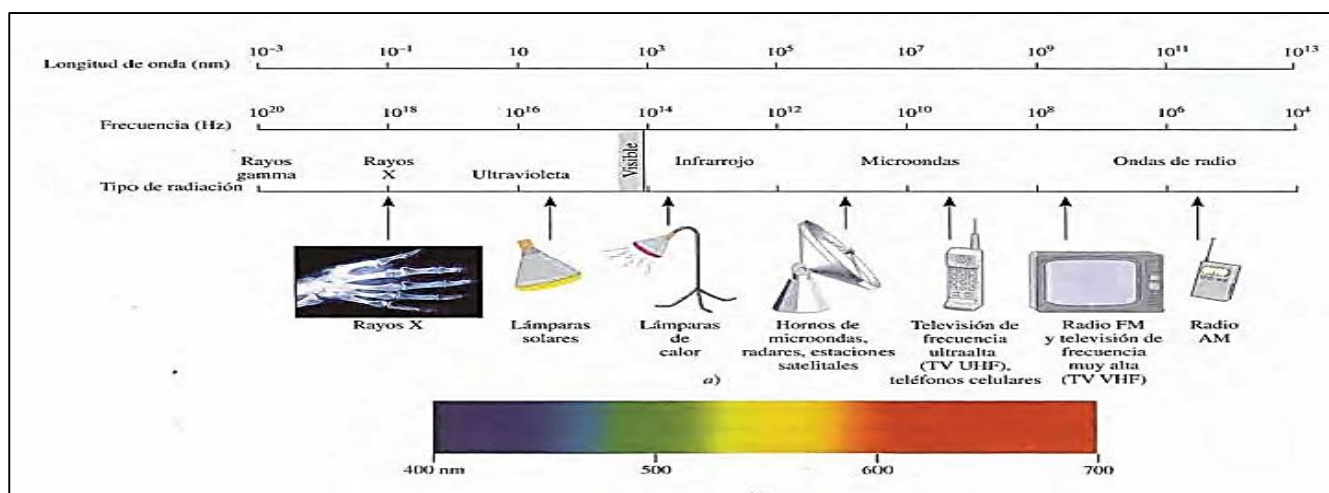 10⁻³ 10⁻¹ 10 10³ 10⁵ 10⁷ 10⁹ 10¹¹ 10¹³
Longitud de onda (nm)
10²⁰ 10¹⁸ 10¹⁶ 10¹⁴ 10¹² 10¹⁰ 10⁸ 10⁶ 10⁴
Frecuencia (Hz)
Rayos gamma
Rayos X
Ultravioleta
Visible
Infrarrojo
Microondas
Ondas de radio
Tipo de radiación
Rayos X
Lámparas
solares
Lámparas
de
calor
Hornos de
microondas,
radares, estaciones
satelitales
Televisión de
frecuencia
ultraalta
(TV UHF),
teléfonos celulares
Radio FM
y televisión de
frecuencia
muy alta
(TV VHF)
Radio
AM
a)
400 nm 500 600 700